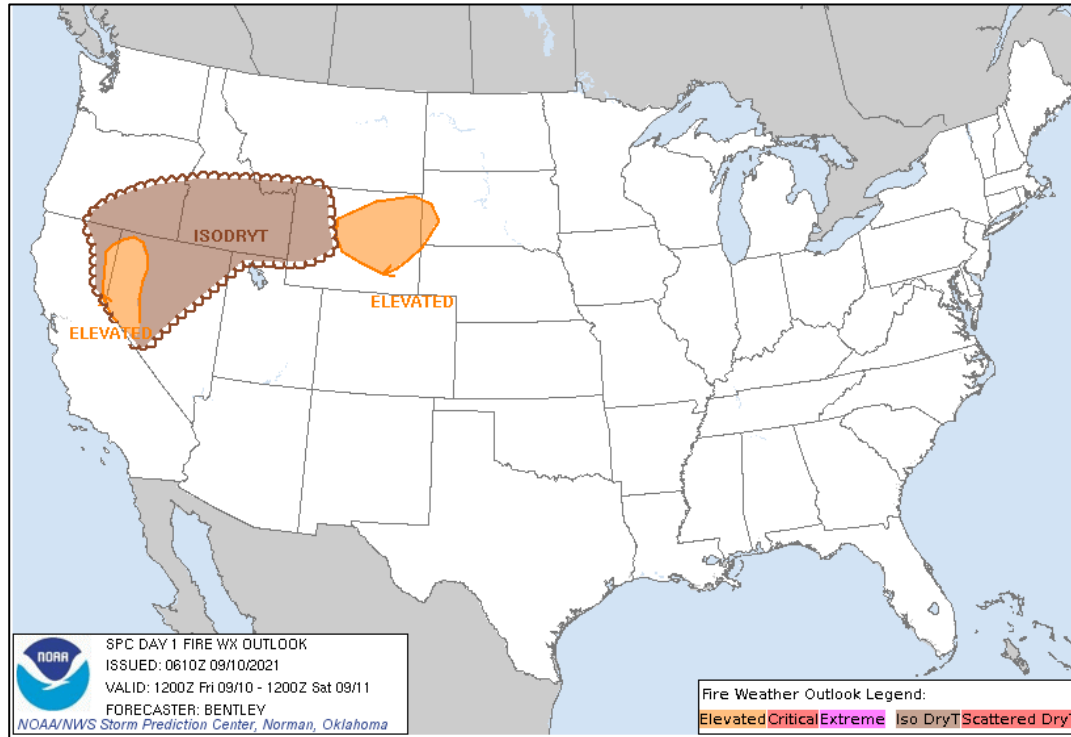 ISODRYT
ELEVATED
ELEVATED
NOAA
SPC DAY 1 FIRE WX OUTLOOK
ISSUED: 0610Z 09/10/2021
VALID: 1200Z Fri 09/10 - 1200Z Sat 09/11
FORECASTER: BENTLEY
NOAA/NWS Storm Prediction Center, Norman, Oklahoma
Fire Weather Outlook Legend:
Elevated Critical Extreme Iso DryT Scattered DryT